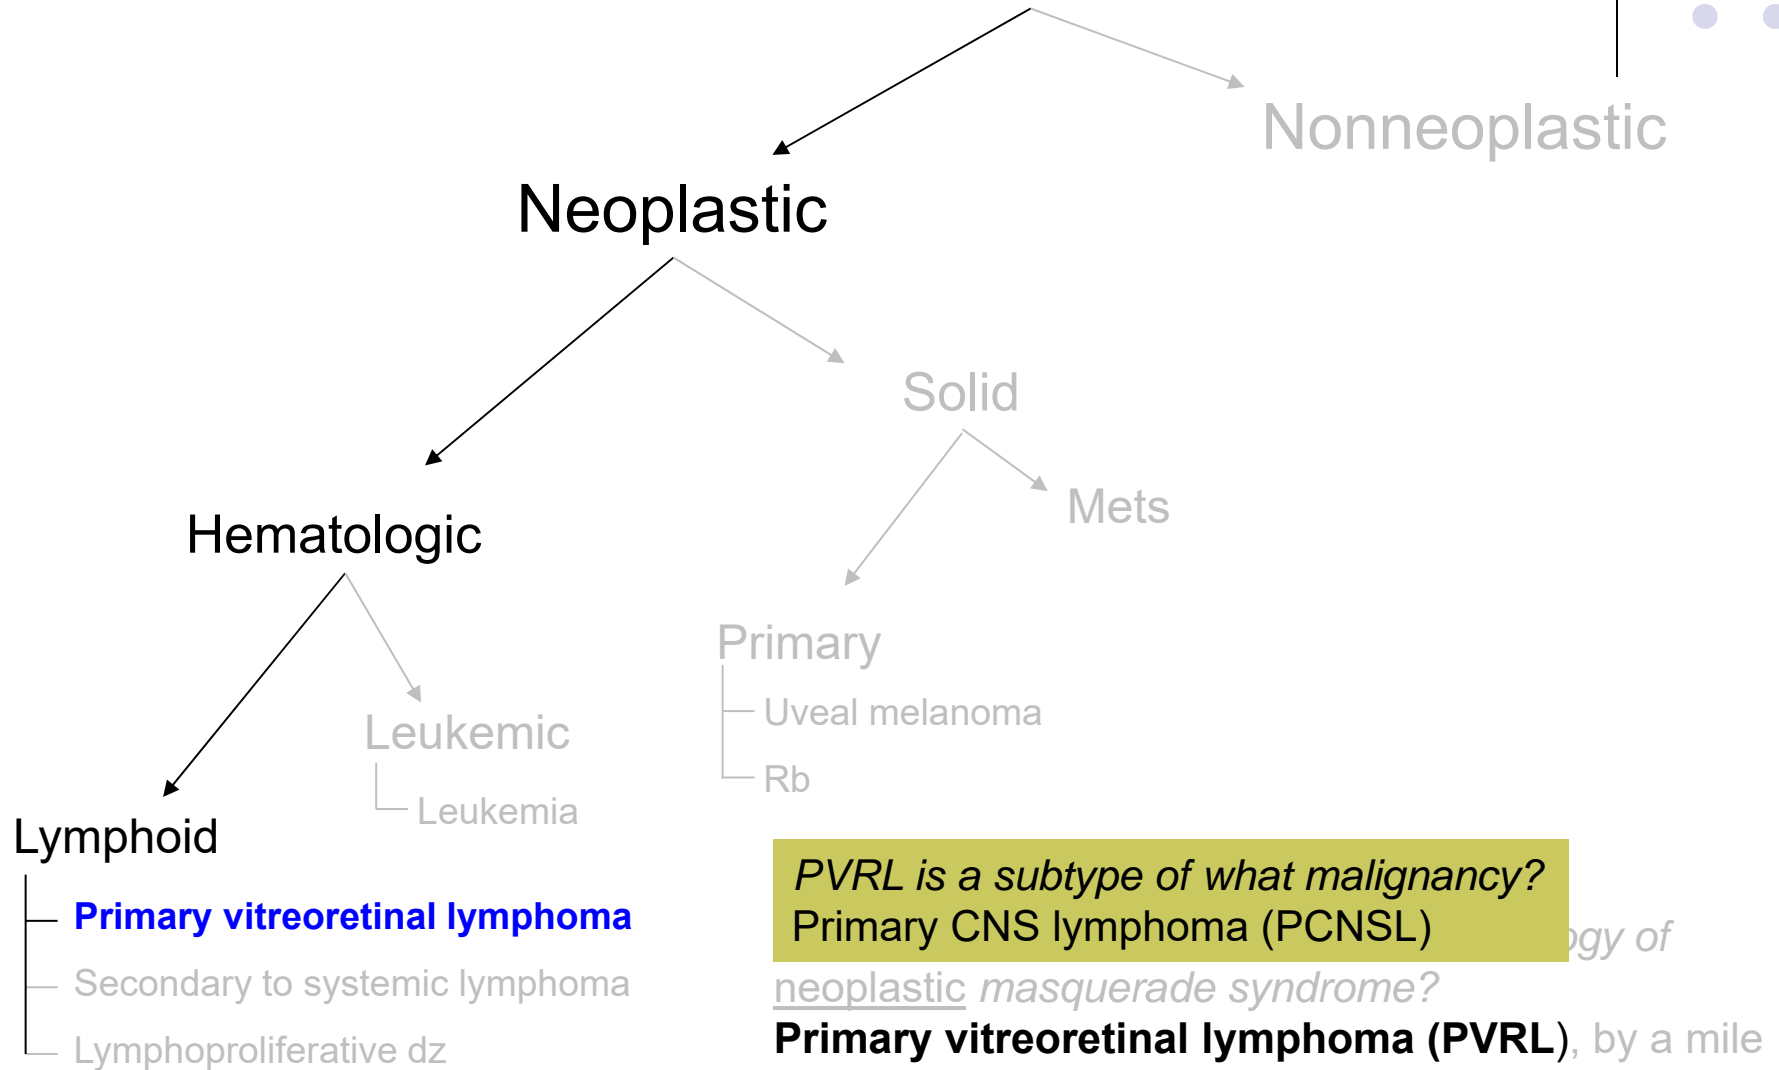 Nonneoplastic
Neoplastic
Solid
Mets
Hematologic
Primary
Uveal melanoma
Rb
Leukemic
Leukemia
Lymphoid
Primary vitreoretinal lymphoma
Secondary to systemic lymphoma
Lymphoproliferative dz
PVRL is a subtype of what malignancy?
Primary CNS lymphoma (PCNSL)
of
neoplastic masquerade syndrome?
Primary vitreoretinal lymphoma (PVRL), by a mile